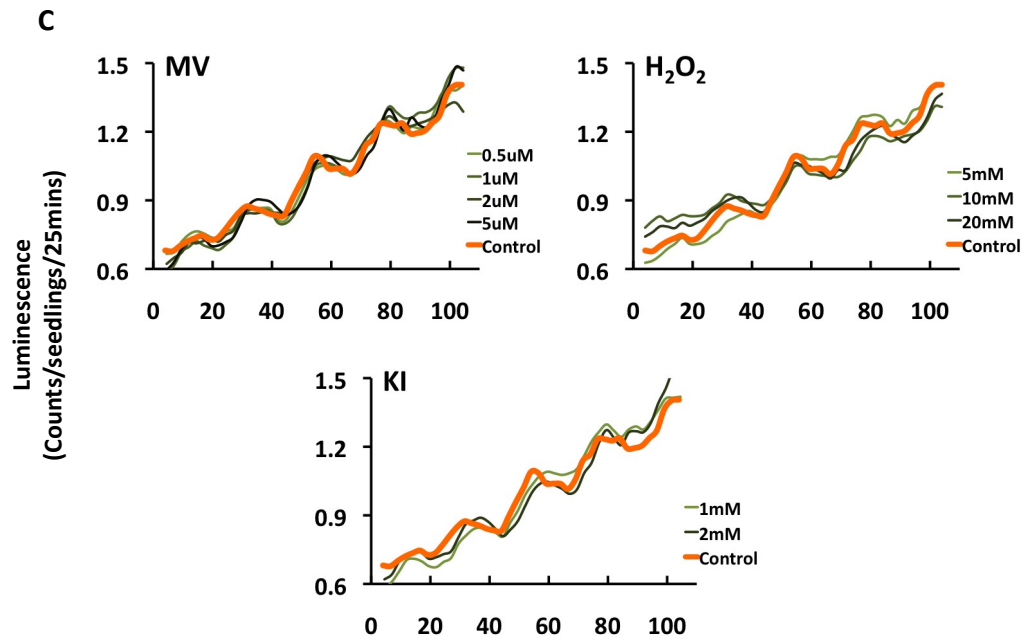 C
MV
1.5
1.2
0.9
0.6
0 20 40 60 80 100
0.5uM
1uM
2uM
5uM
Control
H₂O₂
1.5
1.2
0.9
0.6
0 20 40 60 80 100
5mM
10mM
20mM
Control
Luminescence
(Counts/seedlings/25mins)
KI
1.5
1.2
0.9
0.6
0 20 40 60 80 100
1mM
2mM
Control